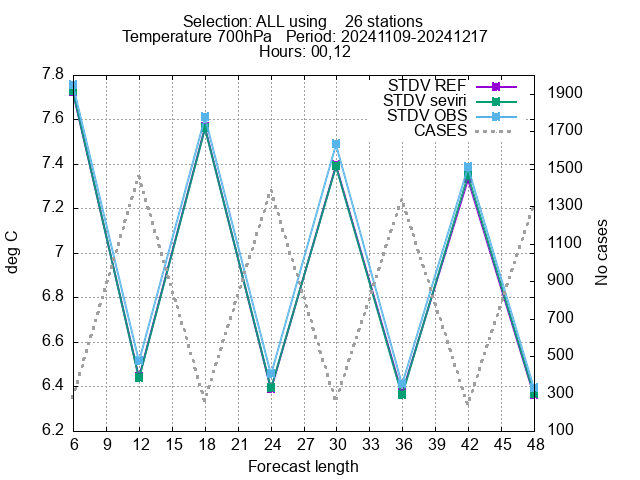 Selection: ALL using    26 stations
Temperature 700hPa   Period: 20241109-20241217
Hours: 00,12
STDV REF
STDV seviri
STDV OBS
CASES
7.8
7.6
7.4
7.2
7
6.8
6.6
6.4
6.2
deg C
1900
1700
1500
1300
1100
900
700
500
300
100
No cases
6 9 12 15 18 21 24 27 30 33 36 39 42 45 48
Forecast length